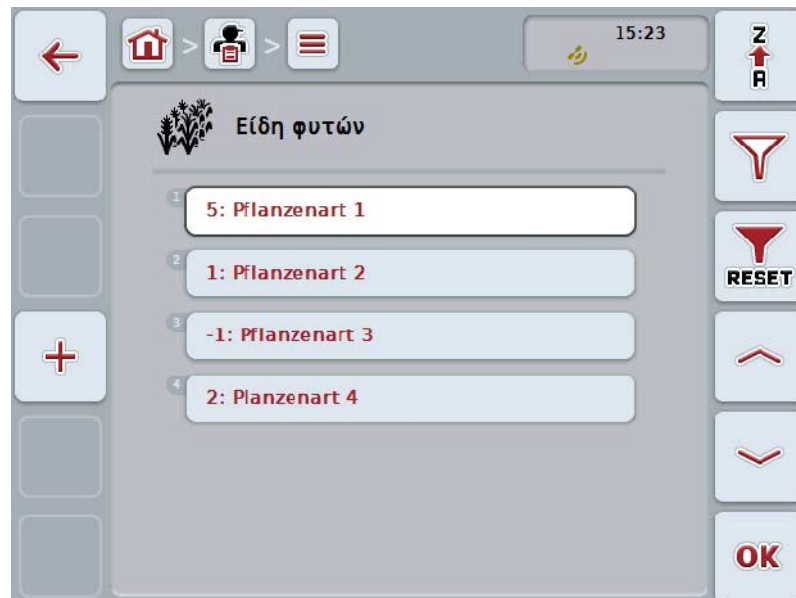 15:23
Z
A
Είδη φυτών
1
5: Pflanzenart 1
2
1: Pflanzenart 2
RESET
3
-1: Pflanzenart 3
4
2: Planzenart 4
OK